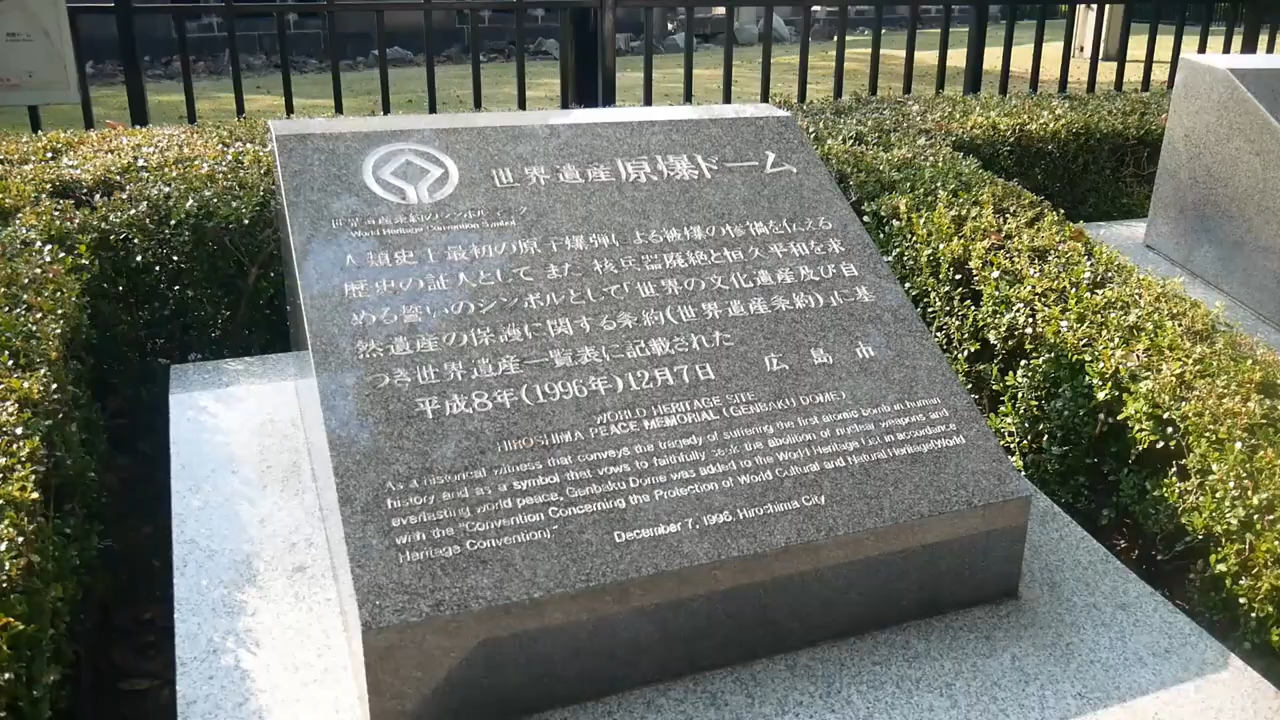 世界遺産 原爆ドーム
世界遺産条約のシンボルマーク
World Heritage Convention Symbol
人類史上最初の原子爆弾による被爆の惨禍を伝える
歴史の証人として また 核兵器廃絶と恒久平和を求
める誓いのシンボルとして「世界の文化遺産及び自
然遺産の保護に関する条約(世界遺産条約)」に基
づき世界遺産一覧表に記載された
平成8年(1996年)12月7日 広島市
WORLD HERITAGE SITE
HIROSHIMA PEACE MEMORIAL (GENBAKU DOME)
As a historical witness that conveys the tragedy of suffering the first atomic bomb in human
history and as a symbol that vows to faithfully seek the abolition of nuclear weapons and
everlasting world peace, Genbaku Dome was added to the World Heritage List in accordance
with the "Convention Concerning the Protection of World Cultural and Natural Heritage(World
Heritage Convention)."
December 7, 1996, Hiroshima City